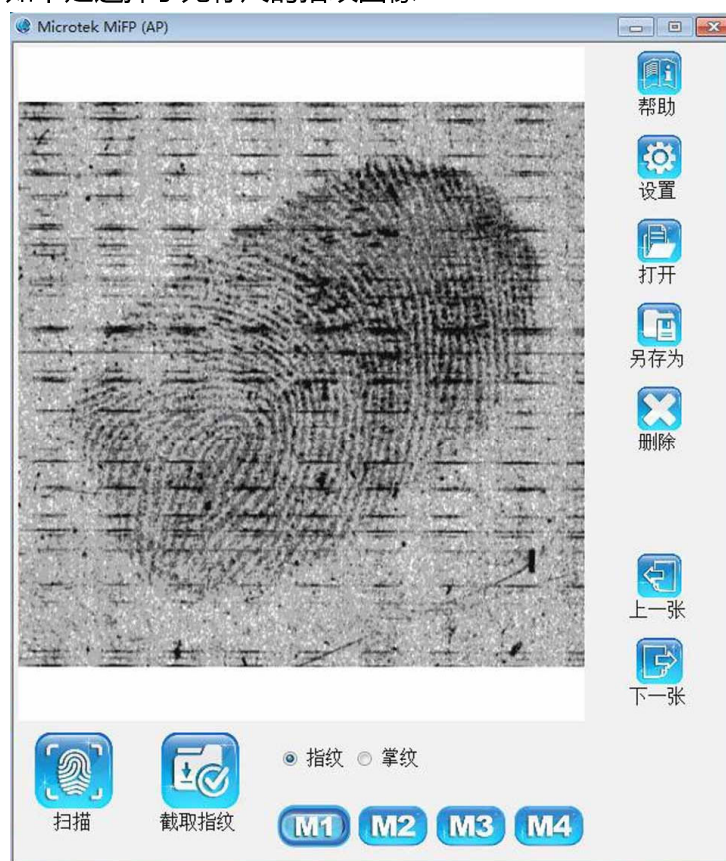 Microtek MiFP (AP)
帮助
设置
打开
另存为
删除
上一张
下一张
扫描
截取指纹
指纹 掌纹
M1 M2 M3 M4